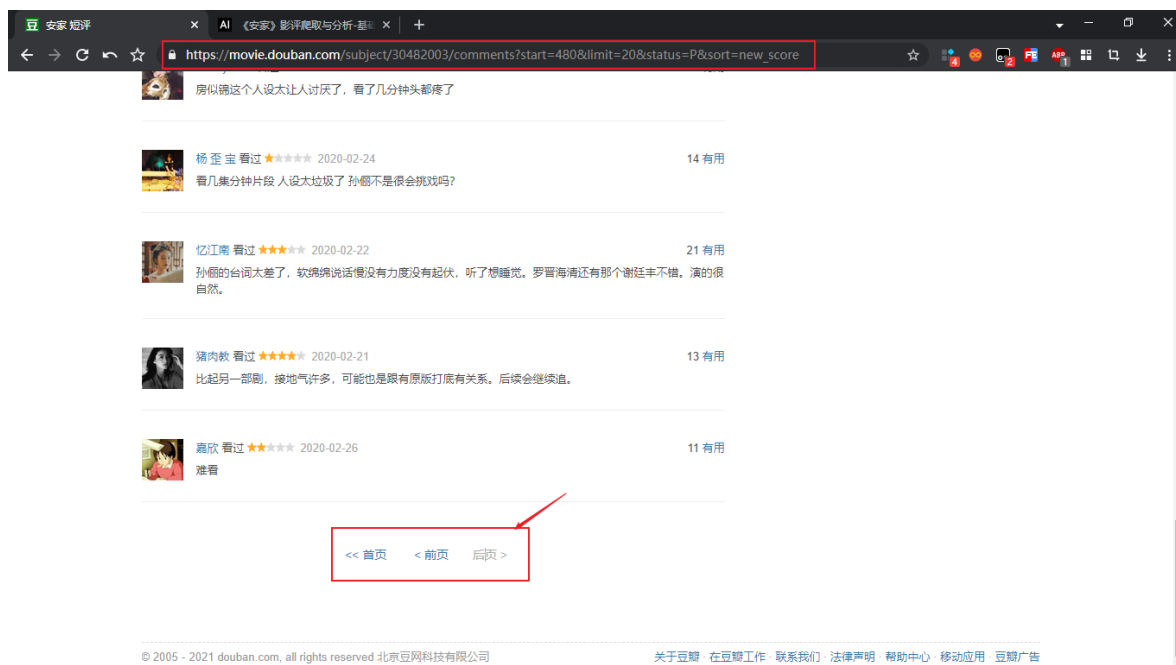 安家 短评
《安家》影评爬取与分析-基础
https://movie.douban.com/subject/30482003/comments?start=480&limit=20&status=P&sort=new_score
房似锦这个人设太让人讨厌了，看了几分钟头都疼了
杨 歪 宝 看过 2020-02-24 14 有用
看几集分钟片段 人设太垃圾了 孙俪不是很会挑戏吗?
忆江南 看过 2020-02-22 21 有用
孙俪的台词太差了，软绵绵说话慢没有力度没有起伏，听了想睡觉。罗晋海清还有那个谢廷丰不错。演的很
自然。
猪肉教 看过 2020-02-21 13 有用
比起另一部剧，接地气许多，可能也是跟有原版打底有关系。后续会继续追。
嘉欣 看过 2020-02-26 11 有用
难看
<< 首页 < 前页 后页 >
© 2005 - 2021 douban.com, all rights reserved 北京豆网科技有限公司 关于豆瓣 · 在豆瓣工作 · 联系我们 · 法律声明 · 帮助中心 · 移动应用 · 豆瓣广告